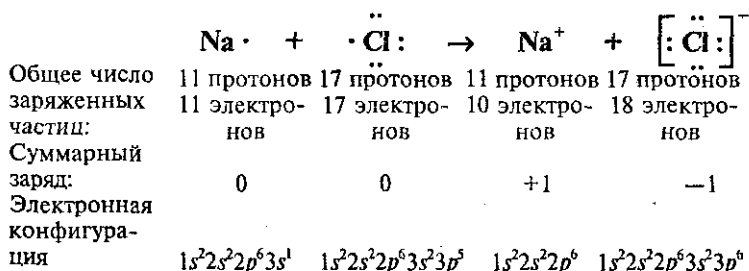 Na · + · Cl : → Na⁺ + [: Cl :]⁻
Общее число 11 протонов 17 протонов 11 протонов 17 протонов
заряженных 11 электро- 17 электро- 10 электро- 18 электро-
частиц: нов нов нов нов
Суммарный
заряд: 0 0 +1 —1
Электронная
конфигура-
ция 1s²2s²2p⁶3s¹ 1s²2s²2p⁶3s²3p⁵ 1s²2s²2p⁶ 1s²2s²2p⁶3s²3p⁶